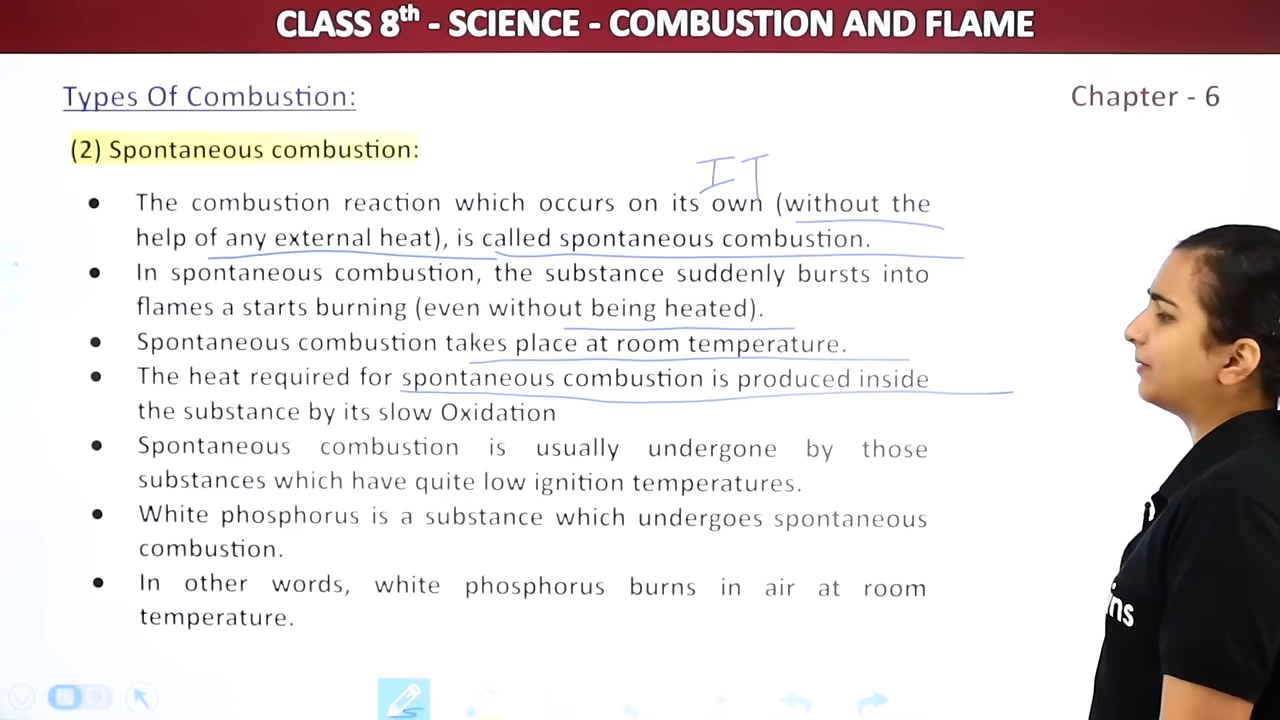 CLASS 8th - SCIENCE - COMBUSTION AND FLAME
Types Of Combustion:
Chapter - 6
(2) Spontaneous combustion:
IT
• The combustion reaction which occurs on its own (without the
help of any external heat), is called spontaneous combustion.
• In spontaneous combustion, the substance suddenly bursts into
flames a starts burning (even without being heated).
• Spontaneous combustion takes place at room temperature.
• The heat required for spontaneous combustion is produced inside
the substance by its slow Oxidation
• Spontaneous combustion is usually undergone by those
substances which have quite low ignition temperatures.
• White phosphorus is a substance which undergoes spontaneous
combustion.
• In other words, white phosphorus burns in air at room
temperature.